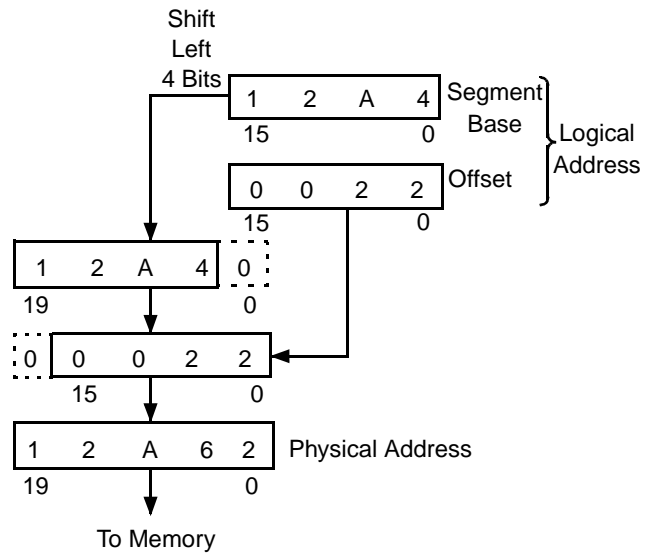 Shift
Left
4 Bits
1 2 A 4
Segment
Base
15 0
Logical
Address
0 0 2 2
Offset
15 0
1 2 A 4 0
19 0
0 0 0 2 2
15 0
1 2 A 6 2
Physical Address
19 0
To Memory